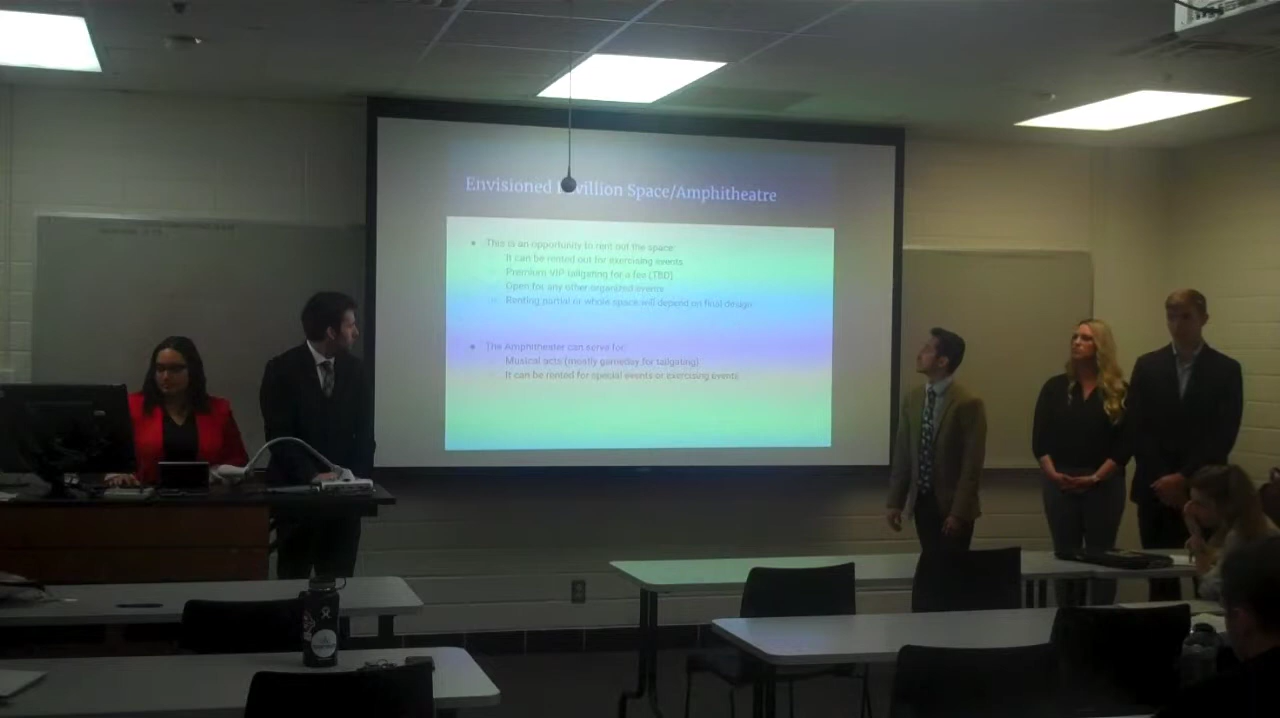 Envisioned Pavillion Space/Amphitheatre
This is an opportunity to rent out the space:
It can be rented out for exercising events
Premium VIP tailgating for a fee (TBD)
Open for any other organized events
Renting partial or whole space will depend on final design
The Amphitheater can serve for:
Musical acts (mostly gameday for tailgating)
It can be rented for special events or exercising events